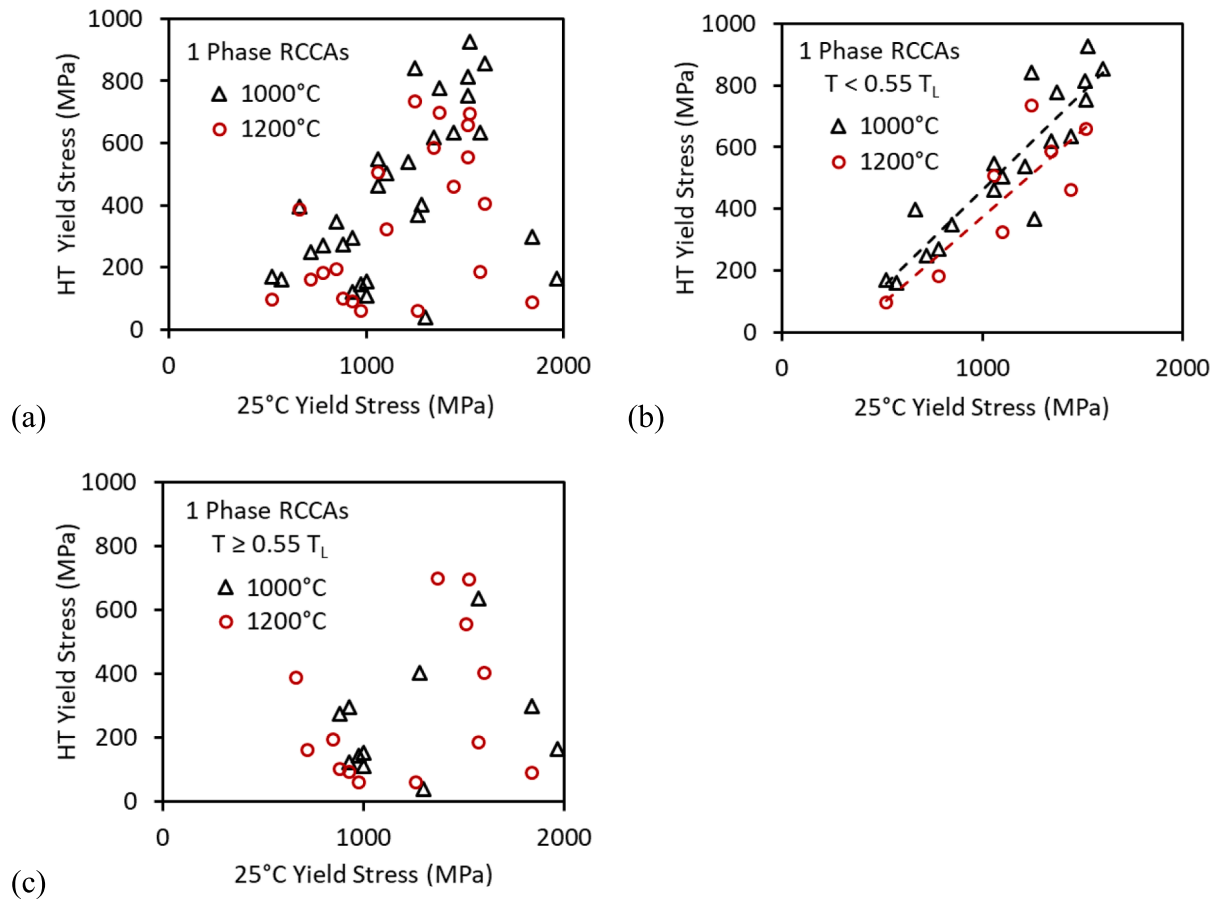 1000
800
600
400
200
0
HT Yield Stress (MPa)
1 Phase RCCAs
1000°C
1200°C
0
1000
2000
25°C Yield Stress (MPa)
(a)
1000
800
600
400
200
0
HT Yield Stress (MPa)
1 Phase RCCAs
T < 0.55 T_L
1000°C
1200°C
0
1000
2000
25°C Yield Stress (MPa)
(b)
1000
800
600
400
200
0
HT Yield Stress (MPa)
1 Phase RCCAs
T ≥ 0.55 T_L
1000°C
1200°C
0
1000
2000
25°C Yield Stress (MPa)
(c)